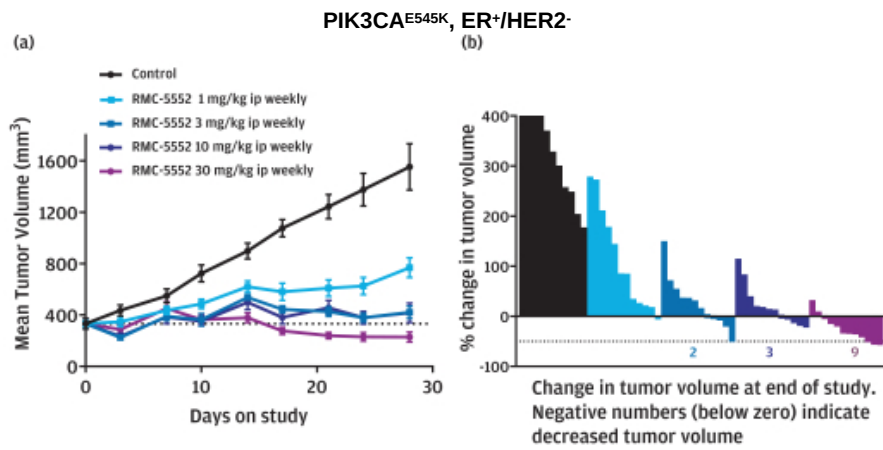 PIK3CAE545K, ER+/HER2-
(a)
(b)
Control
RMC-5552 1 mg/kg ip weekly
RMC-5552 3 mg/kg ip weekly
RMC-5552 10 mg/kg ip weekly
RMC-5552 30 mg/kg ip weekly
Mean Tumor Volume (mm3)
1600
1200
800
400
0
0 10 20 30
Days on study
% change in tumor volume
400
300
200
100
0
-100
2 3 9
Change in tumor volume at end of study.
Negative numbers (below zero) indicate
decreased tumor volume